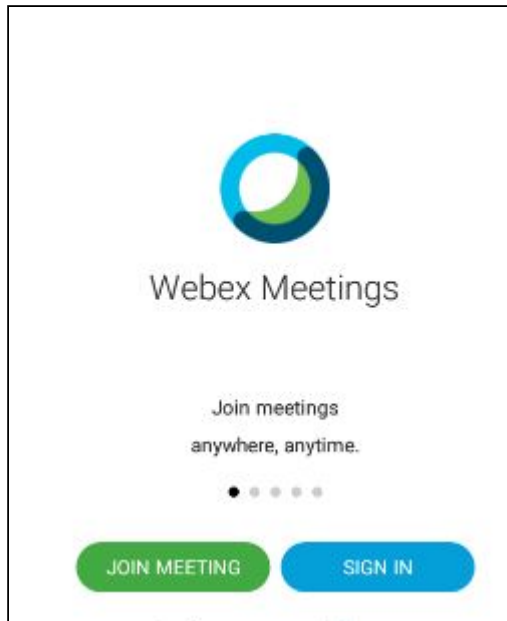 Webex Meetings
Join meetings
anywhere, anytime.
JOIN MEETING SIGN IN